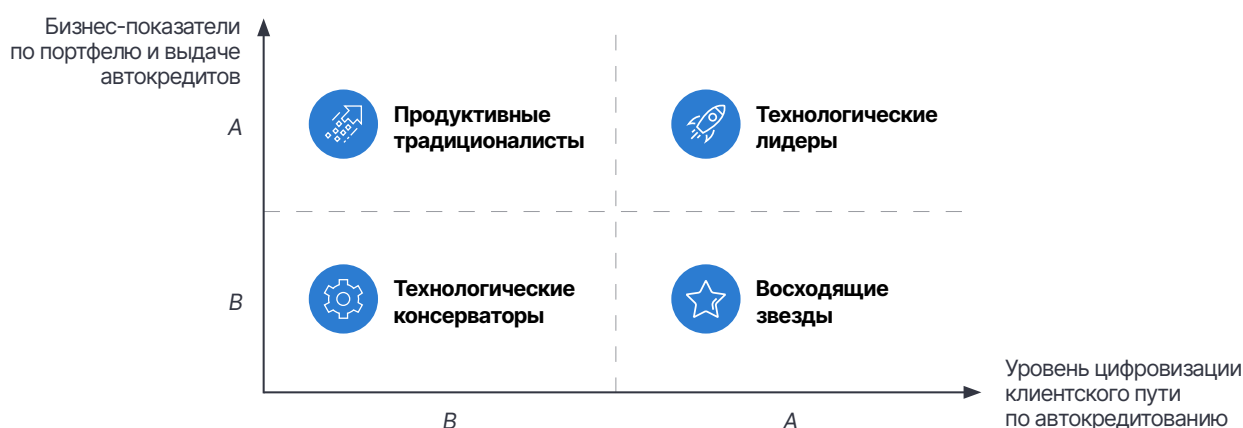 Бизнес-показатели
по портфелю и выдаче
автокредитов
A
Продуктивные
традиционалисты
Технологические
лидеры
B
Технологические
консерваторы
Восходящие
звезды
B
A
Уровень цифровизации
клиентского пути
по автокредитованию